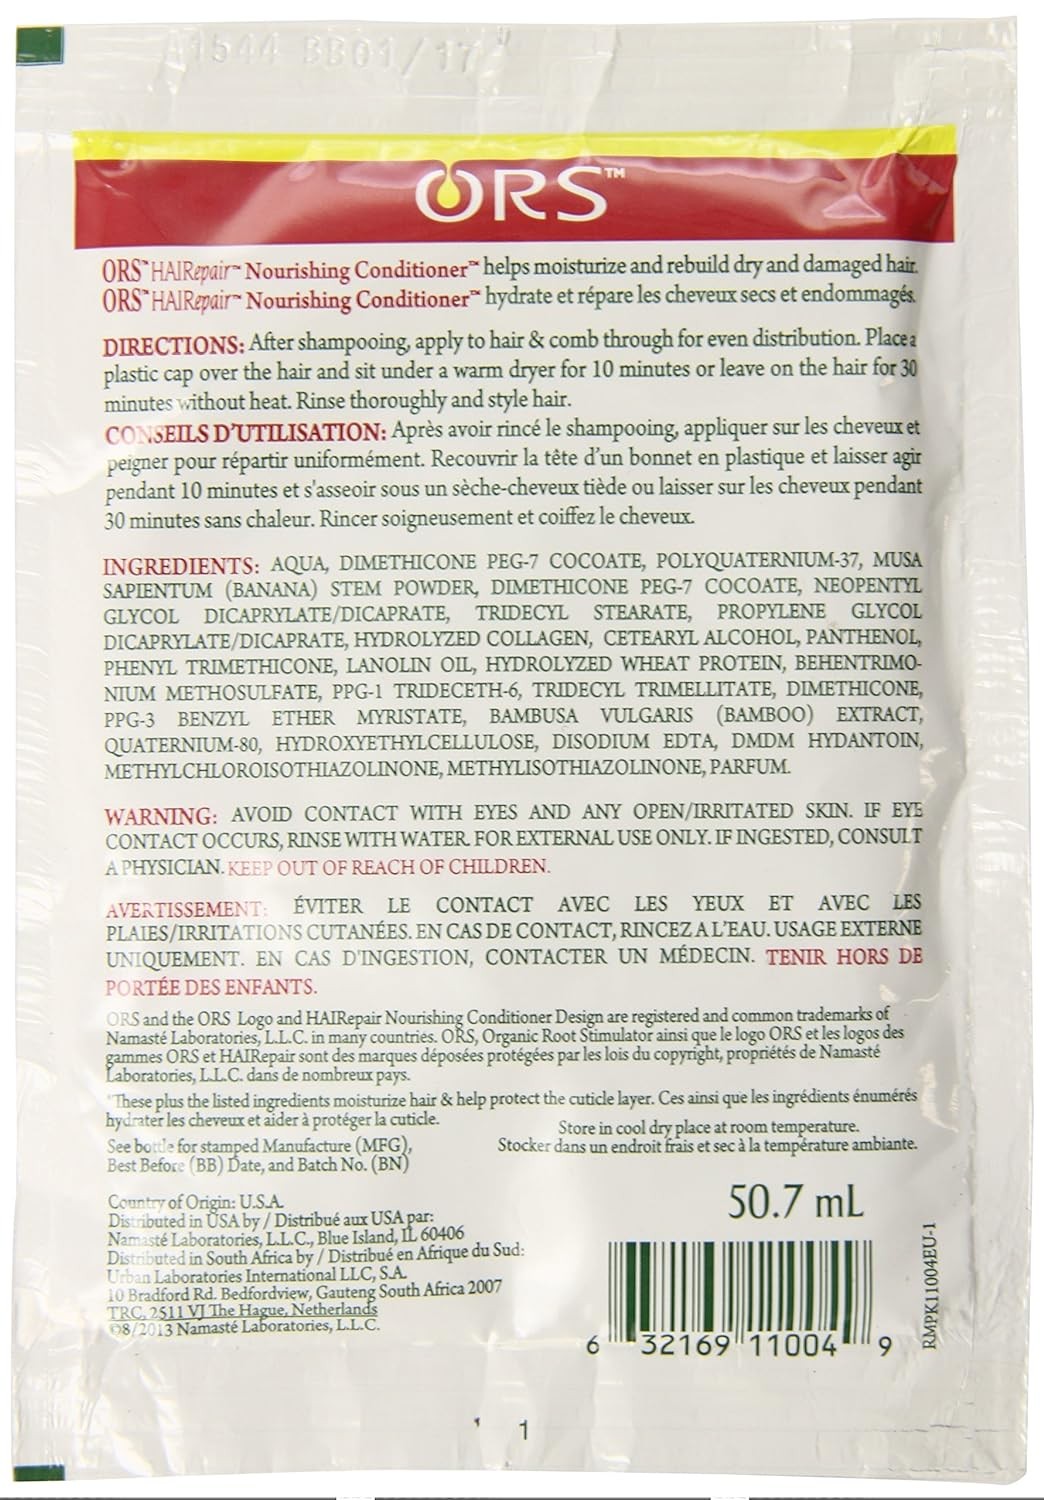 A1544 BB01/17
ORS™
ORS™ HAIRepair™ Nourishing Conditioner™ helps moisturize and rebuild dry and damaged hair.
ORS™ HAIRepair™ Nourishing Conditioner™ hydrate et répare les cheveux secs et endommagés.
DIRECTIONS: After shampooing, apply to hair & comb through for even distribution. Place a
plastic cap over the hair and sit under a warm dryer for 10 minutes or leave on the hair for 30
minutes without heat. Rinse thoroughly and style hair.
CONSEILS D'UTILISATION: Après avoir rincé le shampooing, appliquer sur les cheveux et
peigner pour répartir uniformément. Recouvrir la tête d'un bonnet en plastique et laisser agir
pendant 10 minutes et s'asseoir sous un sèche-cheveux tiède ou laisser sur les cheveux pendant
30 minutes sans chaleur. Rincer soigneusement et coiffez le cheveux.
INGREDIENTS: AQUA, DIMETHICONE PEG-7 COCOATE, POLYQUATERNIUM-37, MUSA
SAPIENTUM (BANANA) STEM POWDER, DIMETHICONE PEG-7 COCOATE, NEOPENTYL
GLYCOL DICAPRYLATE/DICAPRATE, TRIDECYL STEARATE, PROPYLENE GLYCOL
DICAPRYLATE/DICAPRATE, HYDROLYZED COLLAGEN, CETEARYL ALCOHOL, PANTHENOL,
PHENYL TRIMETHICONE, LANOLIN OIL, HYDROLYZED WHEAT PROTEIN, BEHENTRIMO-
NIUM METHOSULFATE, PPG-1 TRIDECETH-6, TRIDECYL TRIMELLITATE, DIMETHICONE,
PPG-3 BENZYL ETHER MYRISTATE, BAMBUSA VULGARIS (BAMBOO) EXTRACT,
QUATERNIUM-80, HYDROXYETHYLCELLULOSE, DISODIUM EDTA, DMDM HYDANTOIN,
METHYLCHLOROISOTHIAZOLINONE, METHYLISOTHIAZOLINONE, PARFUM.
WARNING: AVOID CONTACT WITH EYES AND ANY OPEN/IRRITATED SKIN. IF EYE
CONTACT OCCURS, RINSE WITH WATER. FOR EXTERNAL USE ONLY. IF INGESTED, CONSULT
A PHYSICIAN. KEEP OUT OF REACH OF CHILDREN.
AVERTISSEMENT: ÉVITER LE CONTACT AVEC LES YEUX ET AVEC LES
PLAIES/IRRITATIONS CUTANÉES. EN CAS DE CONTACT, RINCEZ A L'EAU. USAGE EXTERNE
UNIQUEMENT. EN CAS D'INGESTION, CONTACTER UN MÉDECIN. TENIR HORS DE
PORTÉE DES ENFANTS.
ORS and the ORS Logo and HAIRepair Nourishing Conditioner Design are registered and common trademarks of
Namasté Laboratories, L.L.C. in many countries. ORS, Organic Root Stimulator ainsi que le logo ORS et les logos des
gammes ORS et HAIRepair sont des marques déposées protégées par les lois du copyright, propriétés de Namasté
Laboratories, L.L.C. dans de nombreux pays.
*These plus the listed ingredients moisturize hair & help protect the cuticle layer. Ces ainsi que les ingrédients énumérés
hydrater les cheveux et aider à protéger la cuticle.
Store in cool dry place at room temperature.
Stocker dans un endroit frais et sec à la température ambiante.
See bottle for stamped Manufacture (MFG),
Best Before (BB) Date, and Batch No. (BN)
Country of Origin: U.S.A.
Distributed in USA by / Distribué aux USA par:
Namasté Laboratories, L.L.C., Blue Island, IL 60406
Distributed in South Africa by / Distribué en Afrique du Sud:
Urban Laboratories International LLC, S.A.
10 Bradford Rd. Bedfordview, Gauteng South Africa 2007
TRC, 2511 VJ The Hague, Netherlands
©8/2013 Namasté Laboratories, L.L.C.
50.7 mL
6 32169 11004 9
RMPK11004EU-1
1